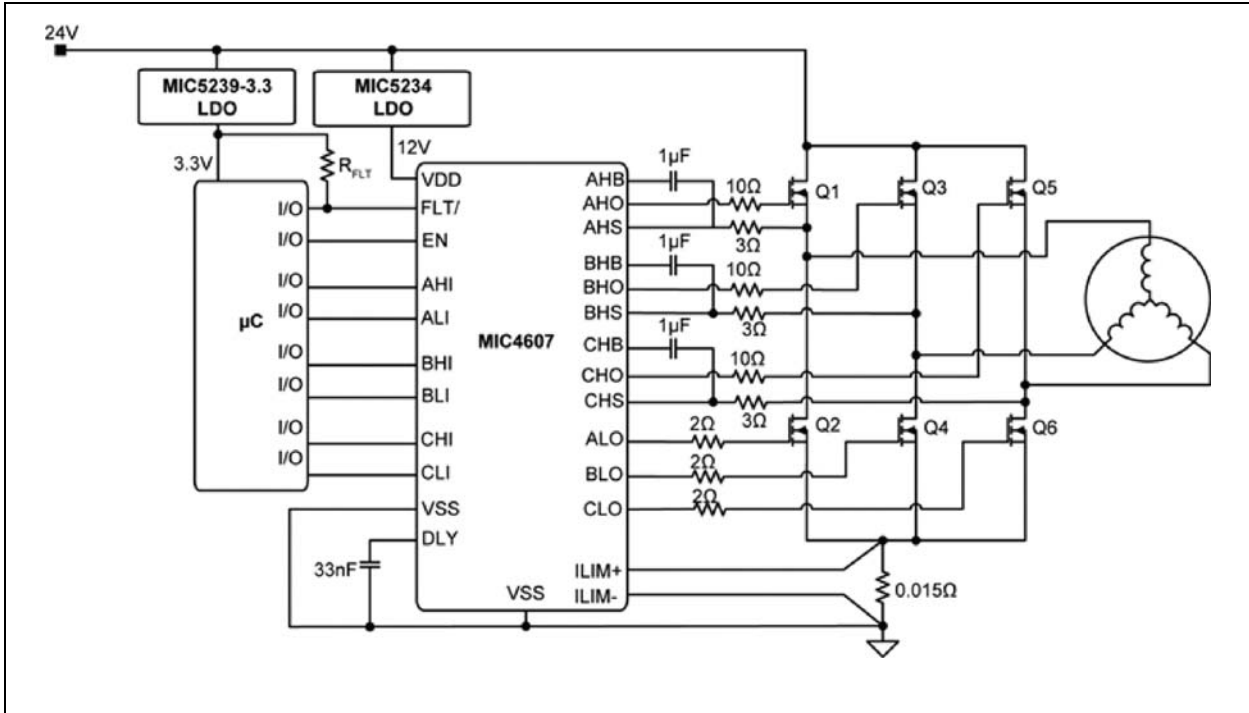 24V
MIC5239-3.3
LDO
MIC5234
LDO
3.3V
R_FLT
12V
µC
I/O
I/O
I/O
I/O
I/O
I/O
I/O
I/O
VDD
FLT/
EN
AHI
ALI
BHI
BLI
CHI
CLI
VSS
DLY
33nF
MIC4607
VSS
AHB
AHO
AHS
BHB
BHO
BHS
CHB
CHO
CHS
ALO
BLO
CLO
ILIM+
ILIM-
1µF
10Ω
3Ω
1µF
10Ω
3Ω
1µF
10Ω
3Ω
2Ω
2Ω
2Ω
Q1
Q3
Q5
Q2
Q4
Q6
0.015Ω